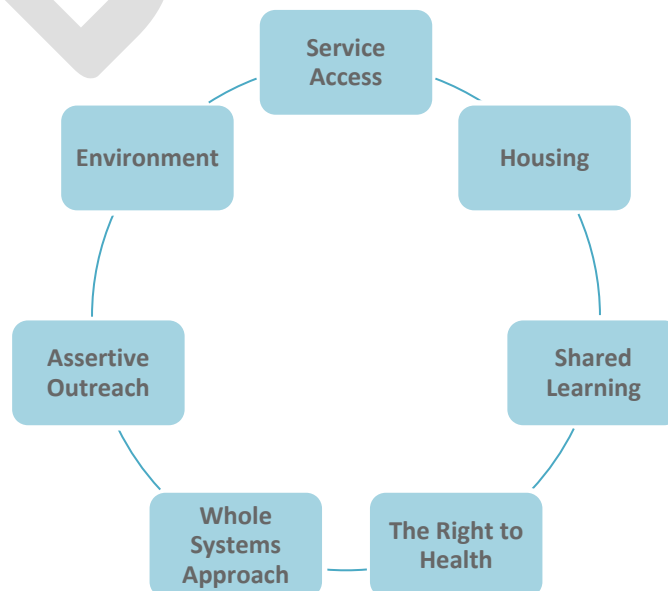 Service
Access
Housing
Shared
Learning
The Right to
Health
Whole
Systems
Approach
Assertive
Outreach
Environment